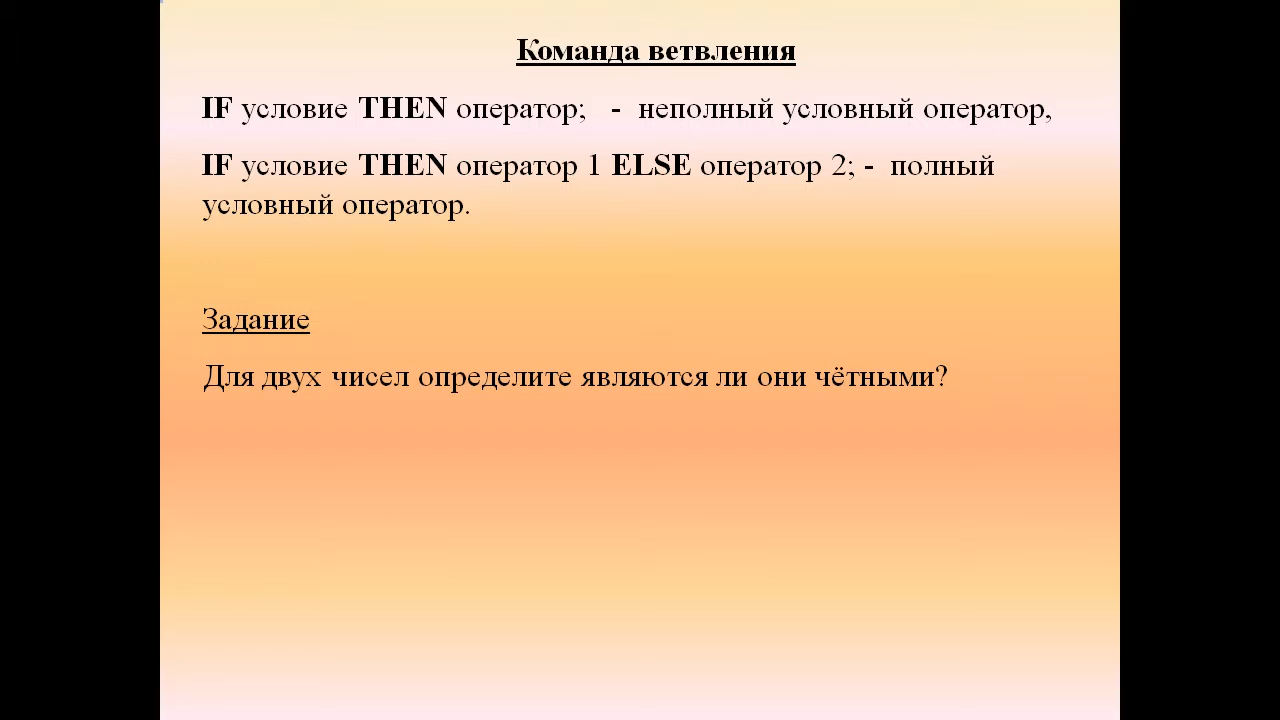 Команда ветвления
IF условие THEN оператор;   -  неполный условный оператор,
IF условие THEN оператор 1 ELSE оператор 2; -  полный
условный оператор.
Задание
Для двух чисел определите являются ли они чётными?